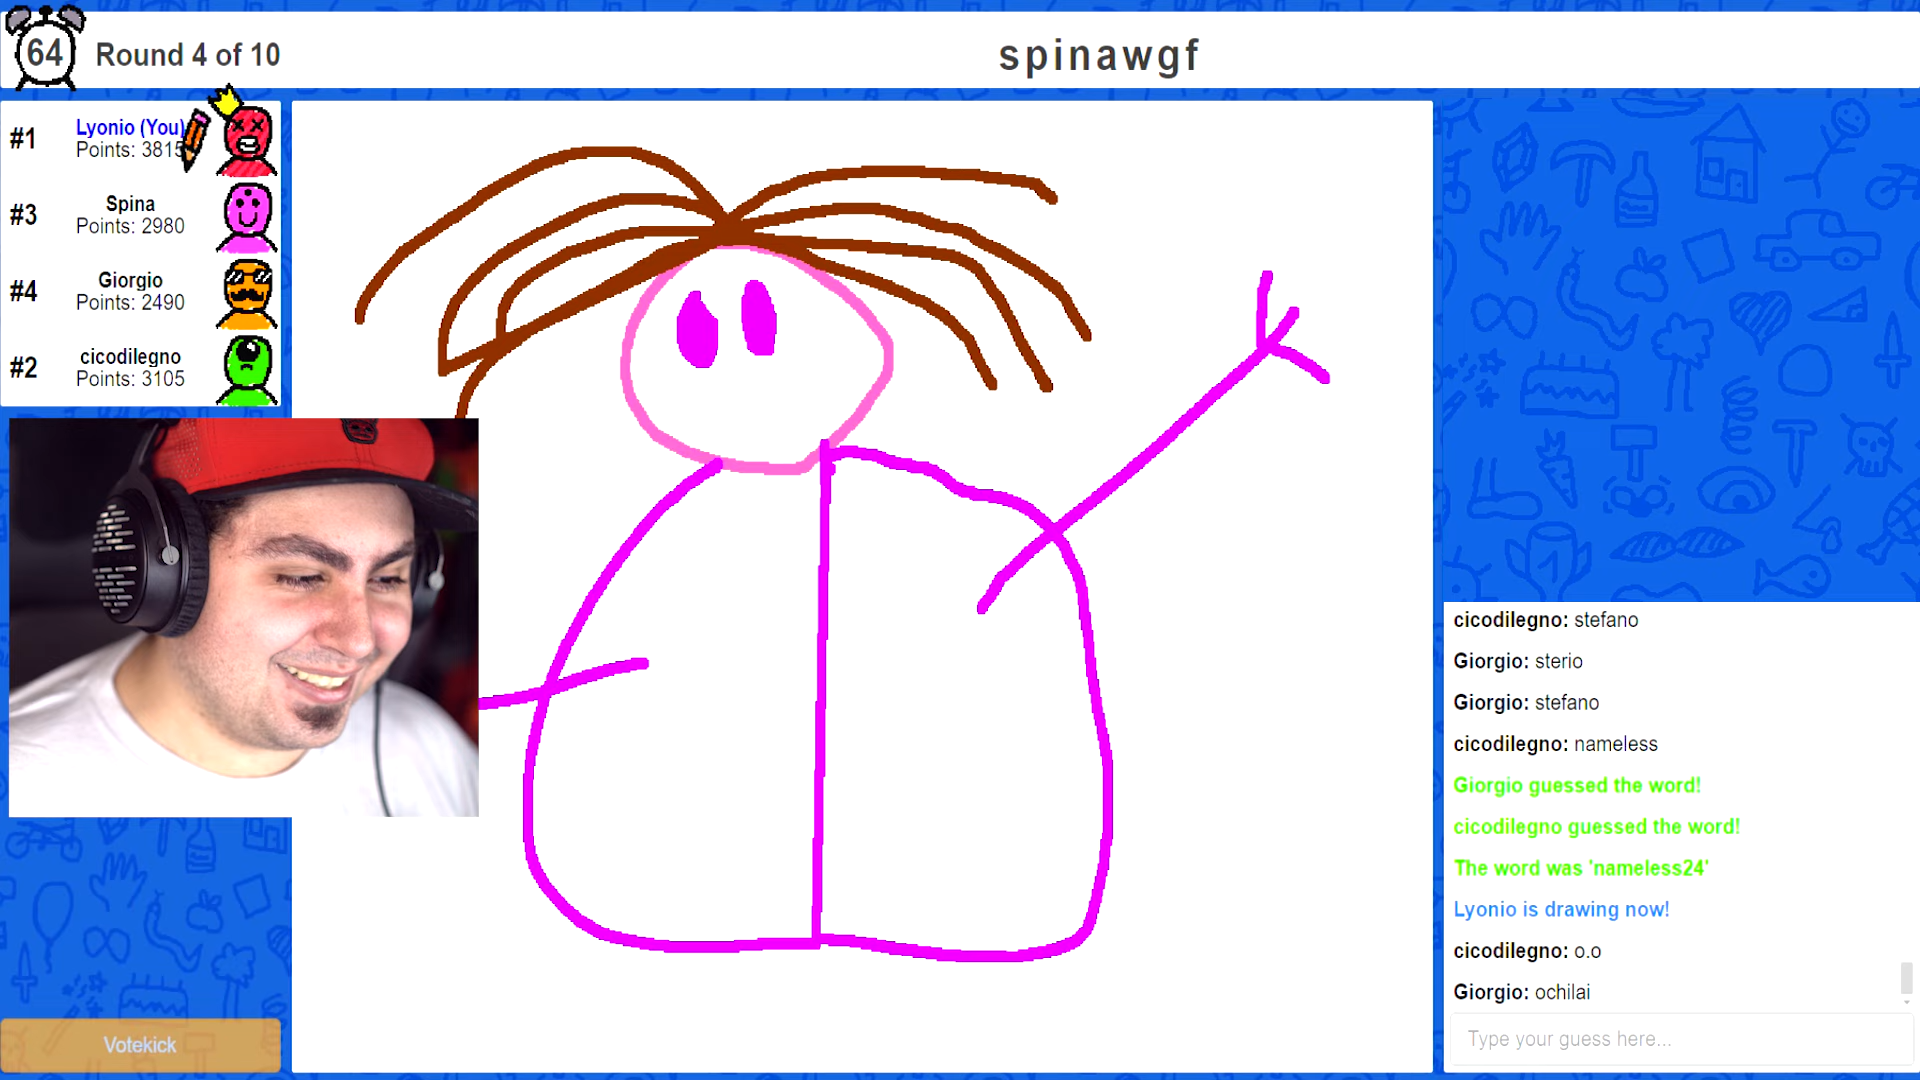 64
Round 4 of 10
spinawgf
#1
Lyonio (You)
Points: 3815
#3
Spina
Points: 2980
#4
Giorgio
Points: 2490
#2
cicodilegno
Points: 3105
Votekick
cicodilegno: stefano
Giorgio: sterio
Giorgio: stefano
cicodilegno: nameless
Giorgio guessed the word!
cicodilegno guessed the word!
The word was 'nameless24'
Lyonio is drawing now!
cicodilegno: o.o
Giorgio: ochilai
Type your guess here...